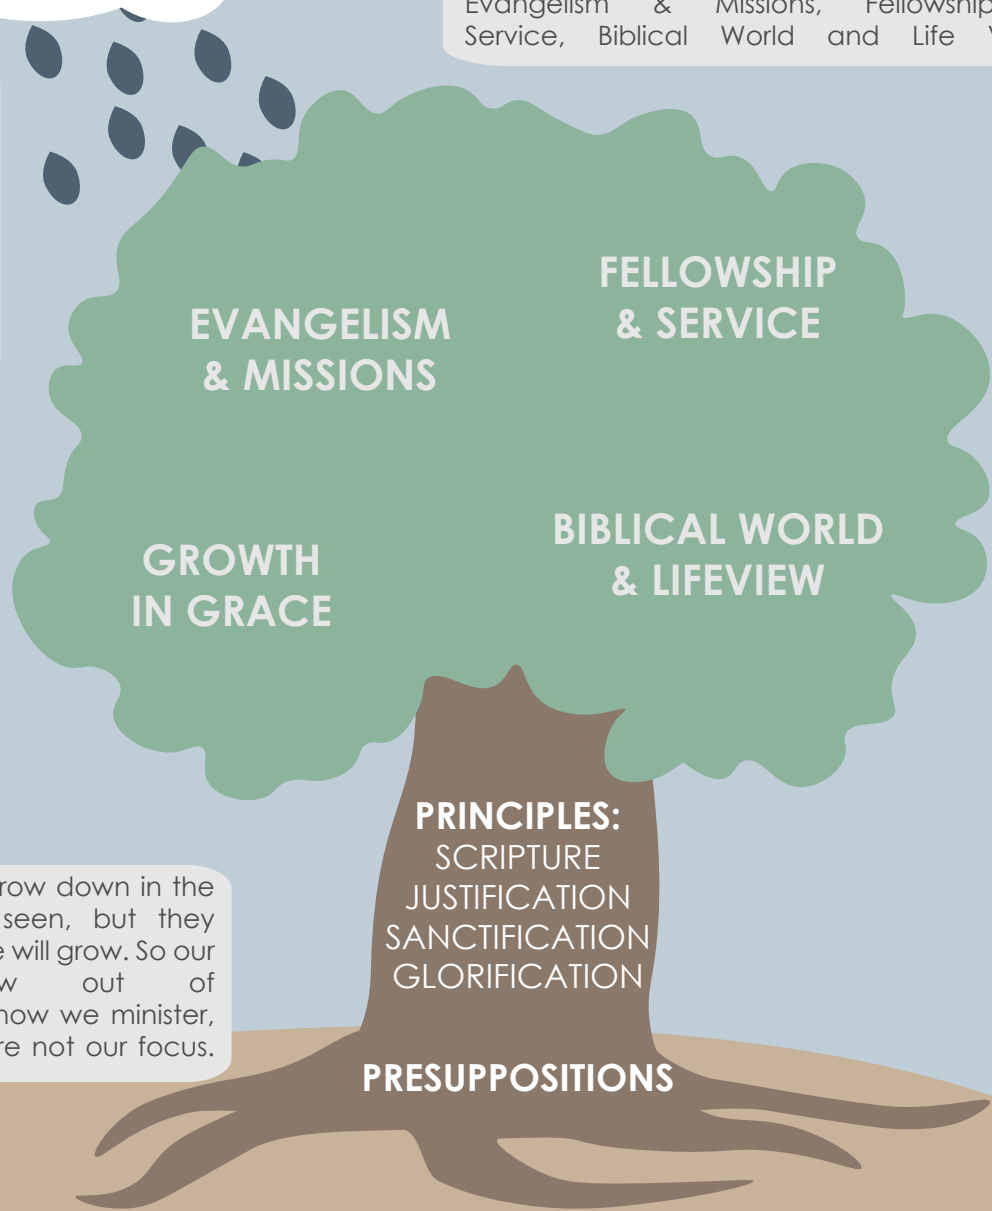 Evangelism & Missions, Fellowship
Service, Biblical World and Life
FELLOWSHIP
& SERVICE
EVANGELISM
& MISSIONS
BIBLICAL WORLD
& LIFEVIEW
GROWTH
IN GRACE
PRINCIPLES:
SCRIPTURE
JUSTIFICATION
SANCTIFICATION
GLORIFICATION
row down in the
seen, but they
will grow. So our
out of
how we minister,
re not our focus.
PRESUPPOSITIONS